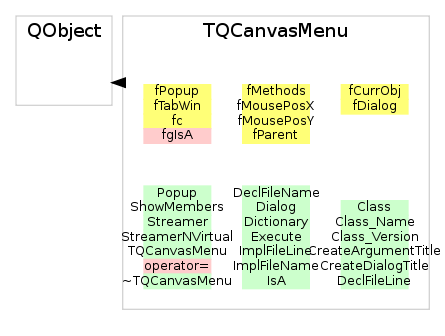 QObject
TQCanvasMenu
fPopup
fTabWin
fc
fgIsA
fMethods
fMousePosX
fMousePosY
fParent
fCurrObj
fDialog
Popup
ShowMembers
Streamer
StreamerNVirtual
TQCanvasMenu
operator=
~TQCanvasMenu
DeclFileName
Dialog
Dictionary
Execute
ImplFileLine
ImplFileName
IsA
Class
Class_Name
Class_Version
CreateArgumentTitle
CreateDialogTitle
DeclFileLine